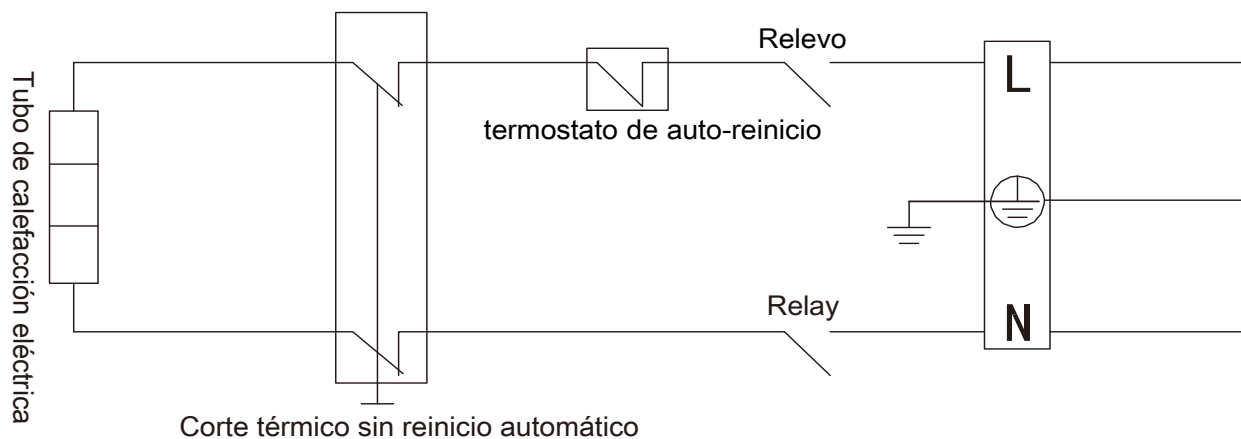 Relevo
L
termostato de auto-reinicio
Tubo de calefacción eléctrica
Relay
N
Corte térmico sin reinicio automático